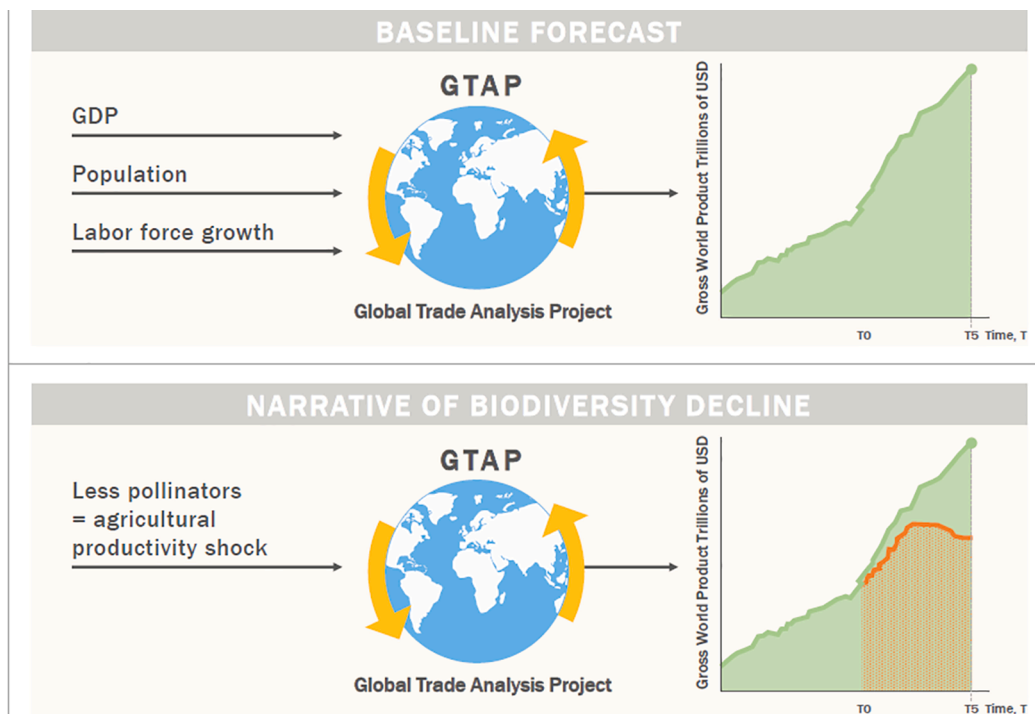 BASELINE FORECAST
GTAP
GDP
Population
Labor force growth
Global Trade Analysis Project
Gross World Product Trillions of USD
T0
T5 Time, T
NARRATIVE OF BIODIVERSITY DECLINE
GTAP
Less pollinators
= agricultural
productivity shock
Global Trade Analysis Project
Gross World Product Trillions of USD
T0
T5 Time, T